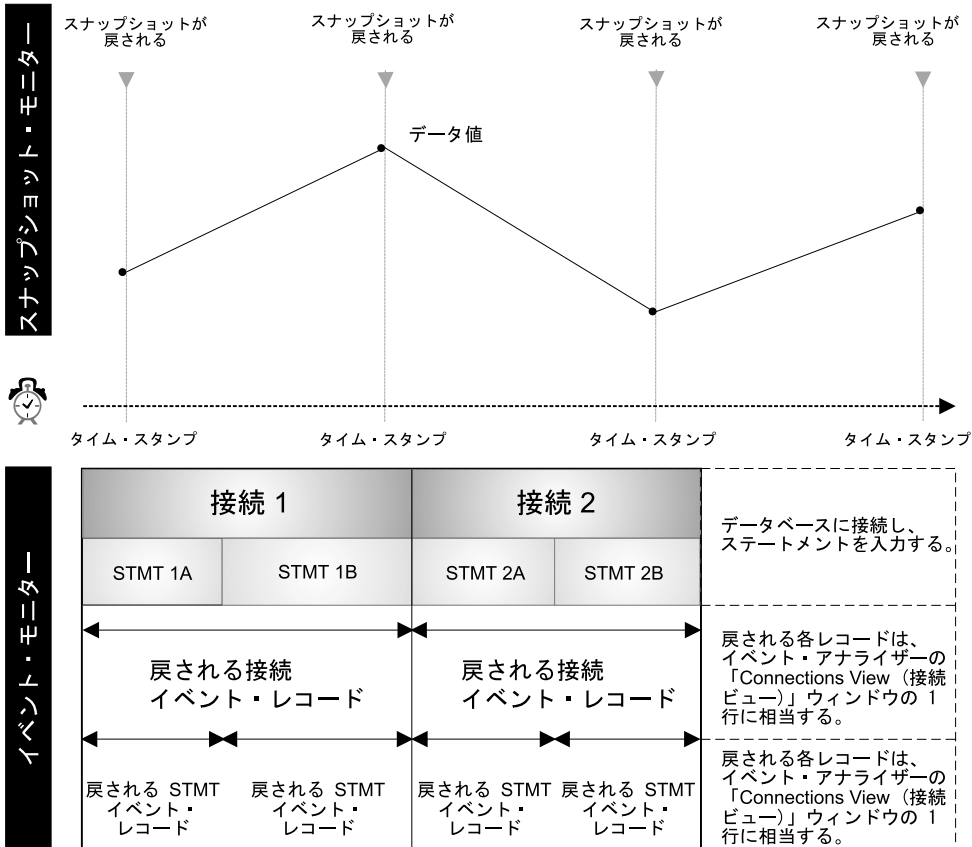 スナップショット・モニター
スナップショットが
戻される
スナップショットが
戻される
スナップショットが
戻される
スナップショットが
戻される
データ値
タイム・スタンプ
タイム・スタンプ
タイム・スタンプ
タイム・スタンプ
イベント・モニター
接続 1
接続 2
STMT 1A
STMT 1B
STMT 2A
STMT 2B
データベースに接続し、
ステートメントを入力する。
戻される接続
イベント・レコード
戻される接続
イベント・レコード
戻される各レコードは、
イベント・アナライザーの
「Connections View（接続
ビュー）」ウィンドウの 1
行に相当する。
戻される STMT
イベント・
レコード
戻される STMT
イベント・
レコード
戻される STMT
イベント・
レコード
戻される STMT
イベント・
レコード
戻される各レコードは、
イベント・アナライザーの
「Connections View（接続
ビュー）」ウィンドウの 1
行に相当する。